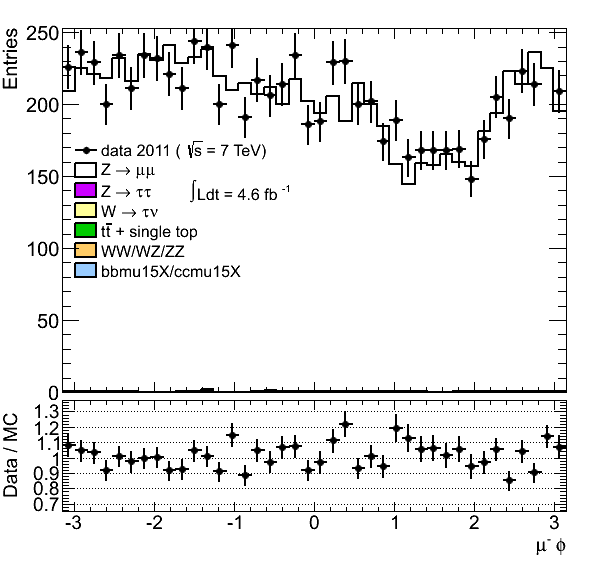 Entries
250
200
150
100
50
0
data 2011 ( √s = 7 TeV)
Z → μμ
Z → ττ
∫Ldt = 4.6 fb⁻¹
W → τν
tt̄ + single top
WW/WZ/ZZ
bbmu15X/ccmu15X
Data / MC
1.3
1.2
1.1
1
0.9
0.8
0.7
-3 -2 -1 0 1 2 3
μ⁻ ϕ